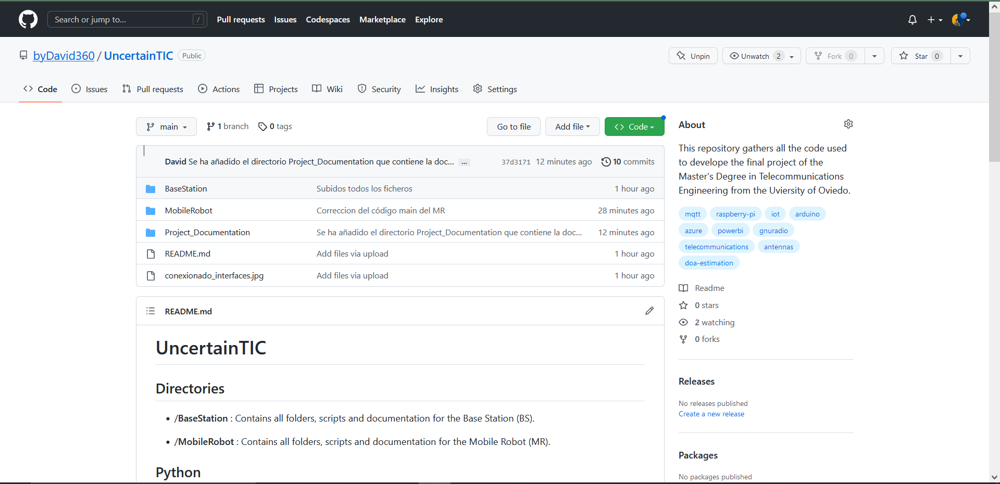 Search or jump to... / Pull requests Issues Codespaces Marketplace Explore
byDavid360 / UncertainTIC Public Unpin Unwatch 2 Fork 0 Star 0
Code Issues Pull requests Actions Projects Wiki Security Insights Settings
main 1 branch 0 tags Go to file Add file Code
David Se ha añadido el directorio Project_Documentation que contiene la doc... ... 37d3171 12 minutes ago 10 commits
BaseStation Subidos todos los ficheros 1 hour ago
MobileRobot Correccion del código main del MR 28 minutes ago
Project_Documentation Se ha añadido el directorio Project_Documentation que contiene la doc... 12 minutes ago
README.md Add files via upload 1 hour ago
conexionado_interfaces.jpg Add files via upload 1 hour ago
README.md
UncertainTIC
Directories
• /BaseStation : Contains all folders, scripts and documentation for the Base Station (BS).
• /MobileRobot : Contains all folders, scripts and documentation for the Mobile Robot (MR).
Python
About
This repository gathers all the code used
to develope the final project of the
Master's Degree in Telecommunications
Engineering from the Uviersity of Oviedo.
mqtt raspberry-pi iot arduino
azure powerbi gnuradio
telecommunications antennas
doa-estimation
Readme
0 stars
2 watching
0 forks
Releases
No releases published
Create a new release
Packages
No packages published